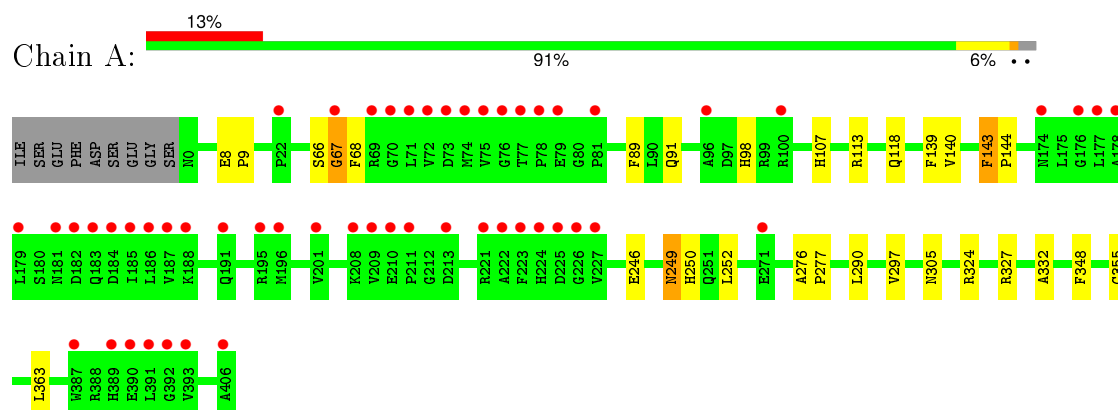 13%
Chain A:
91% 6% • •
ILE SER GLU PHE ASP SER GLU GLY SER N0 E8 P9 P22 S66 G67 F68 R69 G70 L71 V72 D73 M74 V75 G76 T77 P78 E79 G80 P81 F89 L90 Q91 A96 D97 H98 R99 R100 H107 R113 Q118 F139 V140 F143 P144 N174 L175 G176 L177 A178
L179 S180 N181 D182 Q183 D184 I185 L186 V187 K188 Q191 R195 M196 V201 K208 V209 E210 P211 G212 D213 R221 A222 F223 H224 D225 G226 V227 E246 N249 H250 Q251 L252 E271 A276 P277 L290 V297 N305 R324 R327 A332 F348 G355
L363 W387 R388 H389 E390 L391 G392 V393 A406